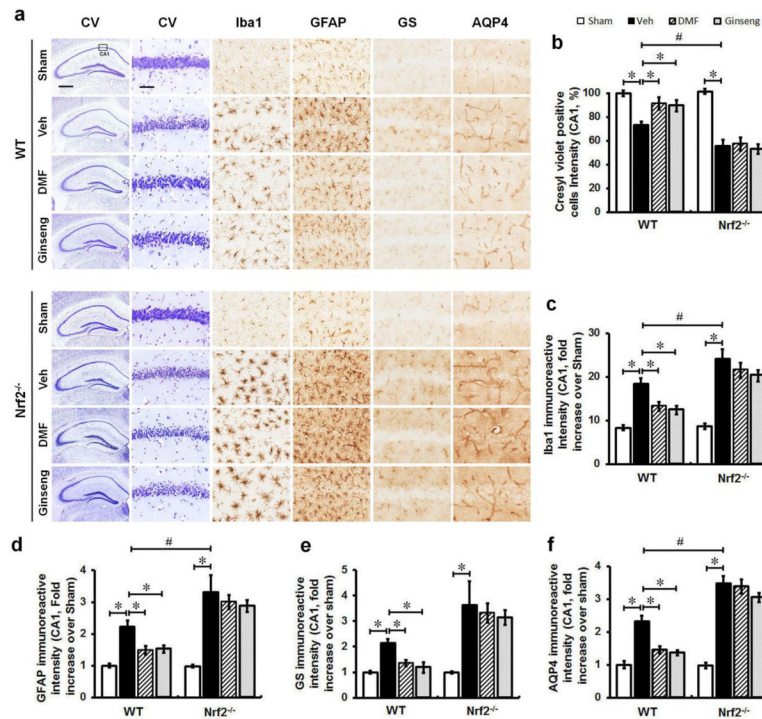 a
CV CV Iba1 GFAP GS AQP4
CA1
WT
Sham
Veh
DMF
Ginseng
Nrf2-/-
Sham
Veh
DMF
Ginseng
Sham Veh DMF Ginseng
b
Cresyl violet positive
cells Intensity (CA1, %)
120
100
80
60
40
20
0
#
*
* *
*
WT Nrf2-/-
c
Iba1 immunoreactive
Intensity (CA1, fold
increase over Sham)
30
20
10
0
#
*
* *
*
WT Nrf2-/-
d
GFAP immunoreactive
intensity (CA1, Fold
increase over Sham)
4
3
2
1
0
#
*
* *
*
WT Nrf2-/-
e
GS immunoreactive
intensity (CA1, fold
increase over sham)
5
4
3
2
1
0
*
* *
*
WT Nrf2-/-
f
AQP4 immunoreactive
intensity (CA1, fold
increase over sham)
4
3
2
1
0
#
*
* *
*
WT Nrf2-/-